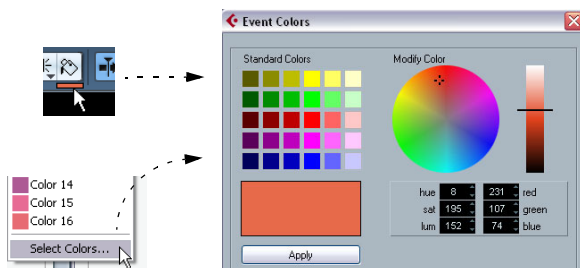 Event Colors
Standard Colors
Modify Color
Color 14
Color 15
Color 16
Select Colors...
hue 8 231 red
sat 195 107 green
lum 152 74 blue
Apply